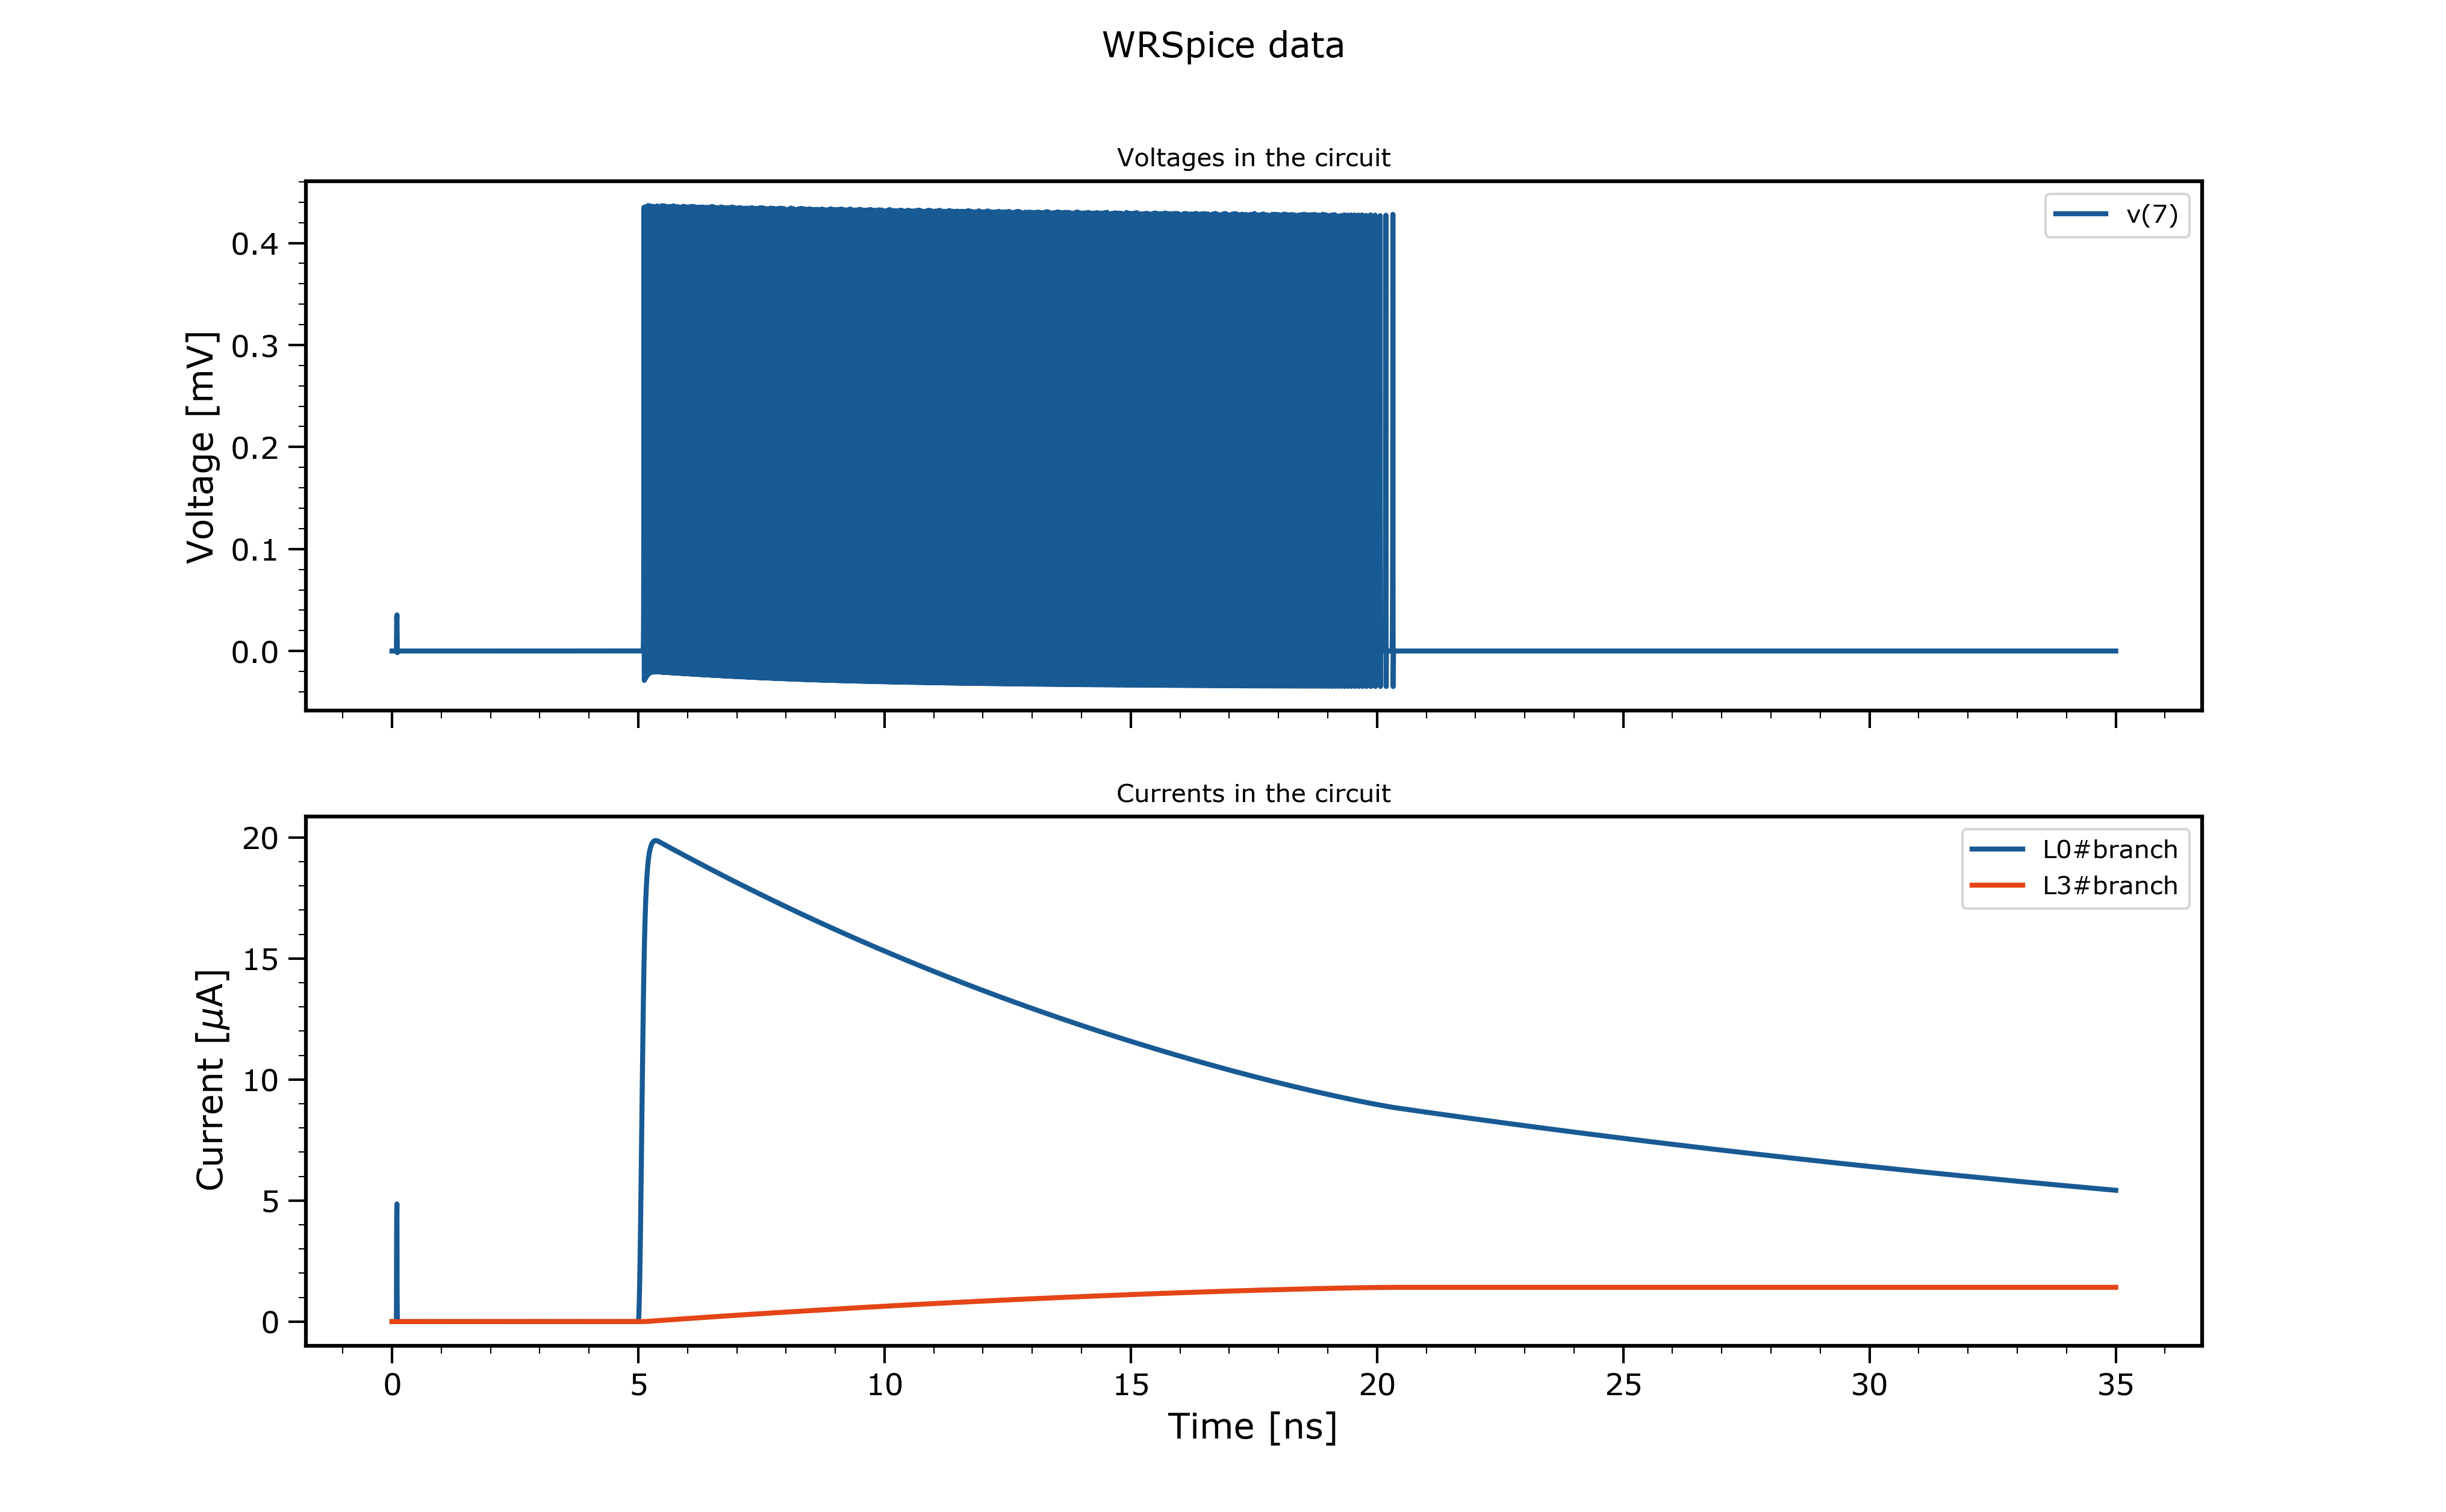 WRSpice data
Voltages in the circuit
v(7)
Voltage [mV]
0.4
0.3
0.2
0.1
0.0
Currents in the circuit
L0#branch
L3#branch
Current [μA]
20
15
10
5
0
0 5 10 15 20 25 30 35
Time [ns]